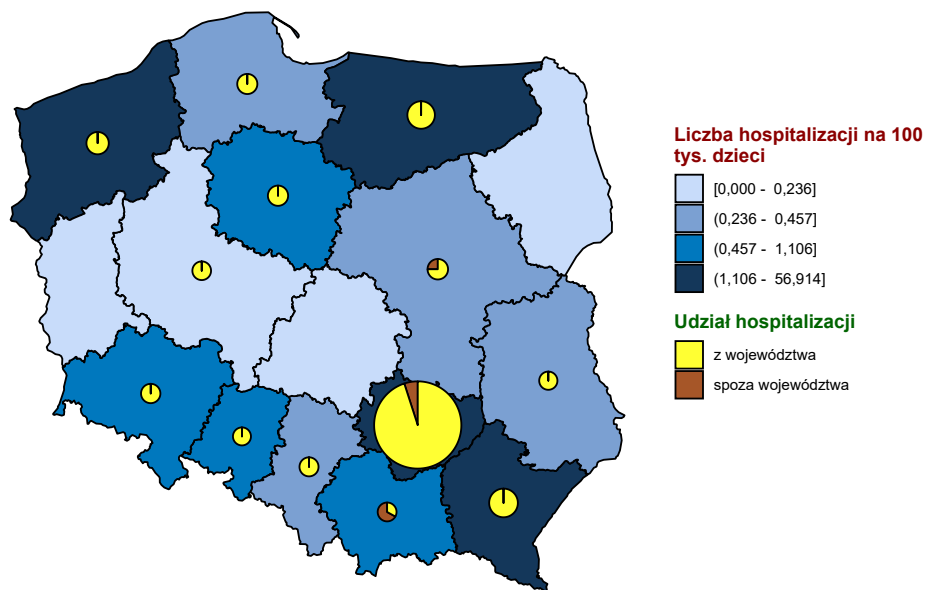 Liczba hospitalizacji na 100
tys. dzieci
[0,000 - 0,236]
(0,236 - 0,457]
(0,457 - 1,106]
(1,106 - 56,914]
Udział hospitalizacji
z województwa
spoza województwa